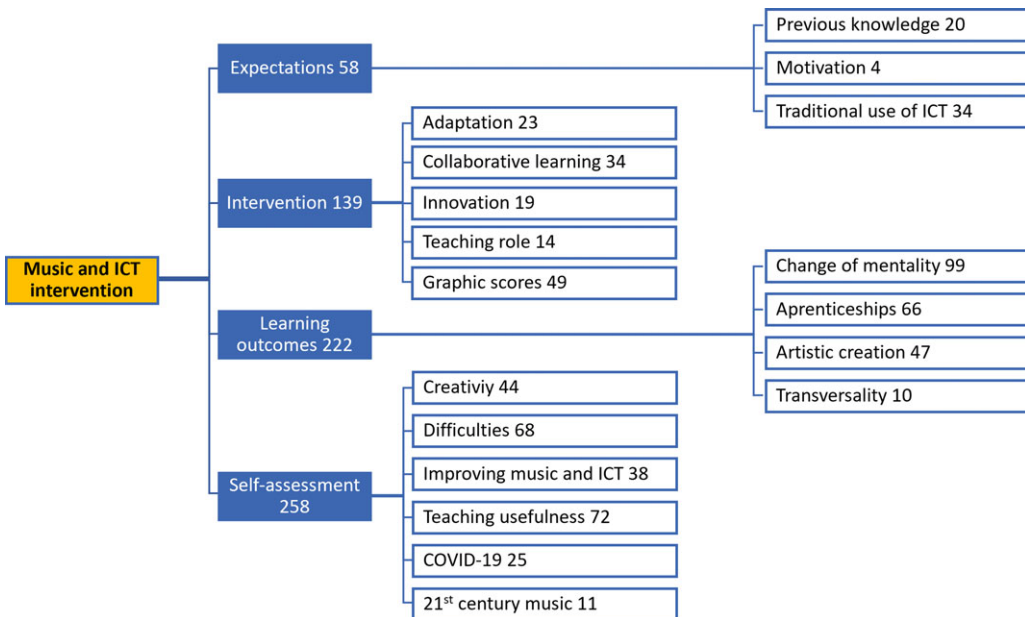 Music and ICT
intervention
Expectations 58
Previous knowledge 20
Motivation 4
Traditional use of ICT 34
Intervention 139
Adaptation 23
Collaborative learning 34
Innovation 19
Teaching role 14
Graphic scores 49
Learning
outcomes 222
Change of mentality 99
Aprenticeships 66
Artistic creation 47
Transversality 10
Self-assessment
258
Creativiy 44
Difficulties 68
Improving music and ICT 38
Teaching usefulness 72
COVID-19 25
21st century music 11